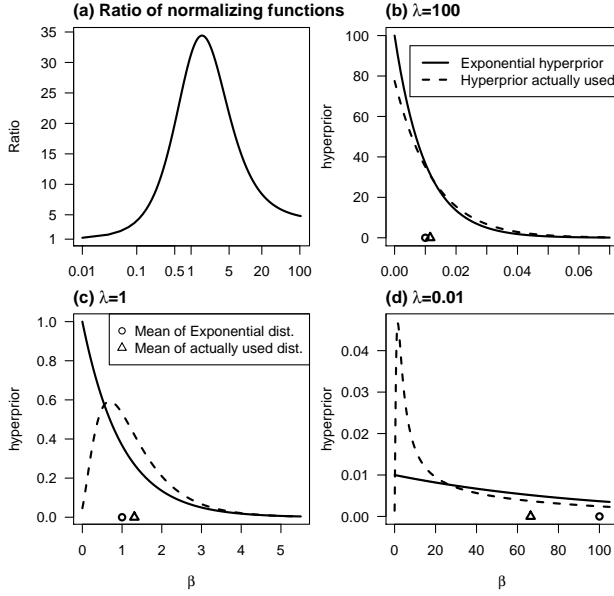 (a) Ratio of normalizing functions
Ratio
35
30
25
20
15
10
5
1
0.01 0.1 0.5 1 5 20 100
(b) λ=100
hyperprior
100
80
60
40
20
0
Exponential hyperprior
Hyperprior actually used
0.00 0.02 0.04 0.06
(c) λ=1
hyperprior
1.0
0.8
0.6
0.4
0.2
0.0
Mean of Exponential dist.
Mean of actually used dist.
0 1 2 3 4 5
β
(d) λ=0.01
hyperprior
0.04
0.03
0.02
0.01
0.00
0 20 40 60 80 100
β